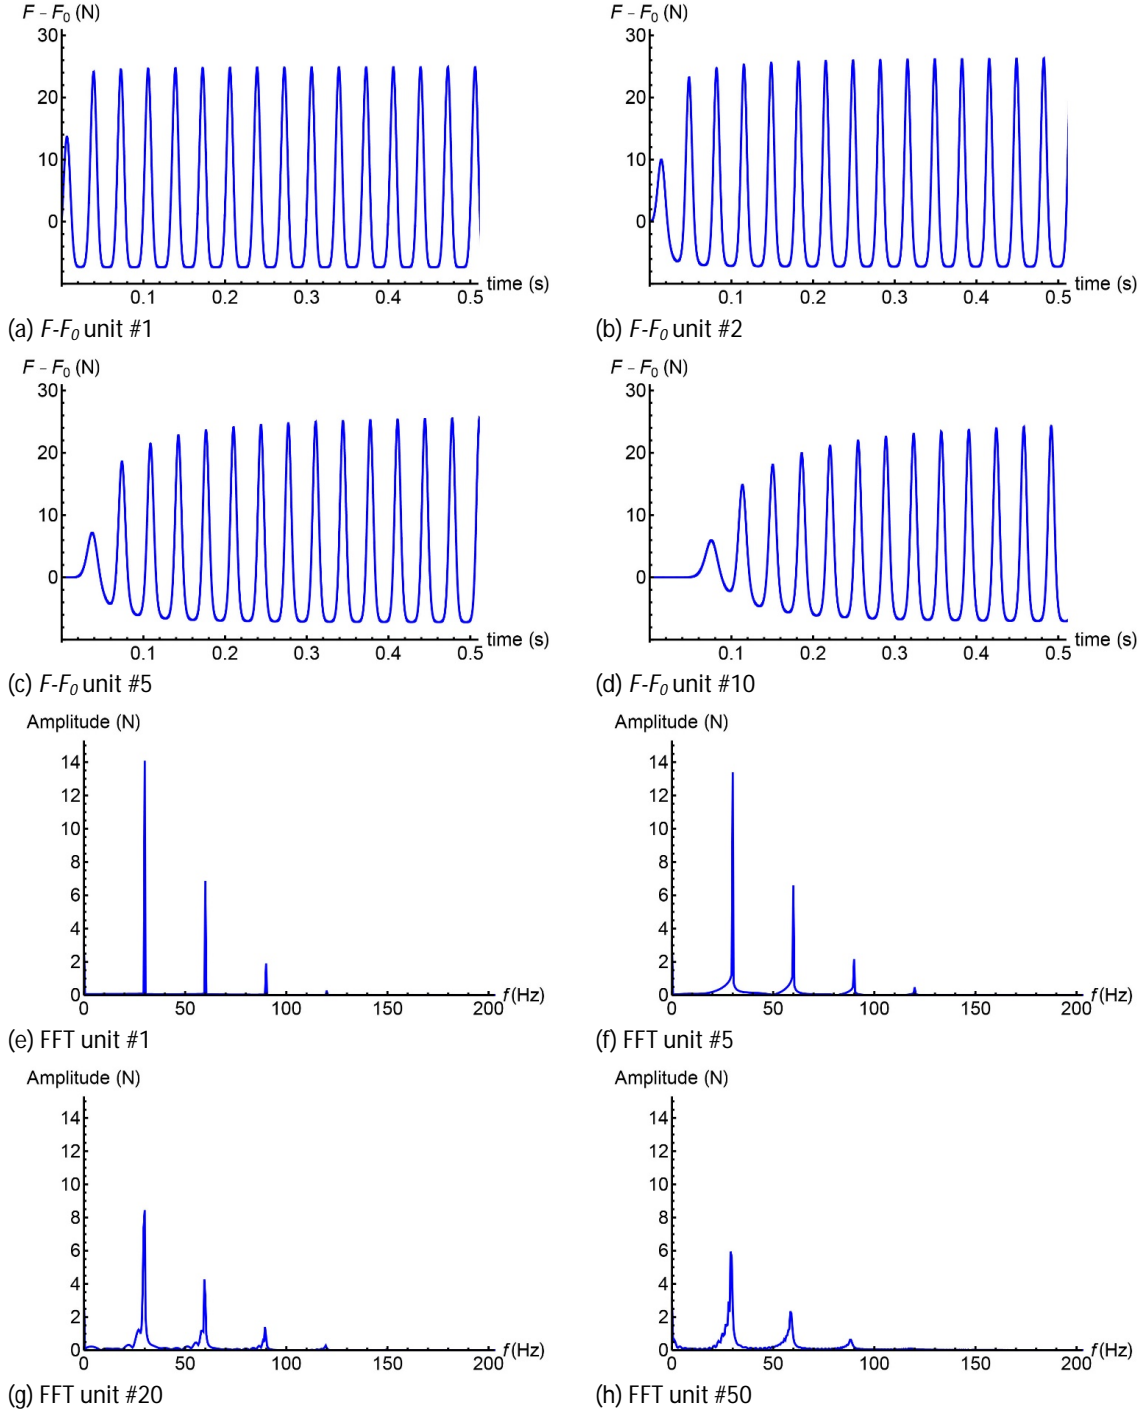 F – F0 (N)
30
20
10
0
0.1 0.2 0.3 0.4 0.5 time (s)
(a) F-F0 unit #1
F – F0 (N)
30
20
10
0
0.1 0.2 0.3 0.4 0.5 time (s)
(b) F-F0 unit #2
F – F0 (N)
30
20
10
0
0.1 0.2 0.3 0.4 0.5 time (s)
(c) F-F0 unit #5
F – F0 (N)
30
20
10
0
0.1 0.2 0.3 0.4 0.5 time (s)
(d) F-F0 unit #10
Amplitude (N)
14
12
10
8
6
4
2
0
0 50 100 150 200 f (Hz)
(e) FFT unit #1
Amplitude (N)
14
12
10
8
6
4
2
0
0 50 100 150 200 f (Hz)
(f) FFT unit #5
Amplitude (N)
14
12
10
8
6
4
2
0
0 50 100 150 200 f (Hz)
(g) FFT unit #20
Amplitude (N)
14
12
10
8
6
4
2
0
0 50 100 150 200 f (Hz)
(h) FFT unit #50